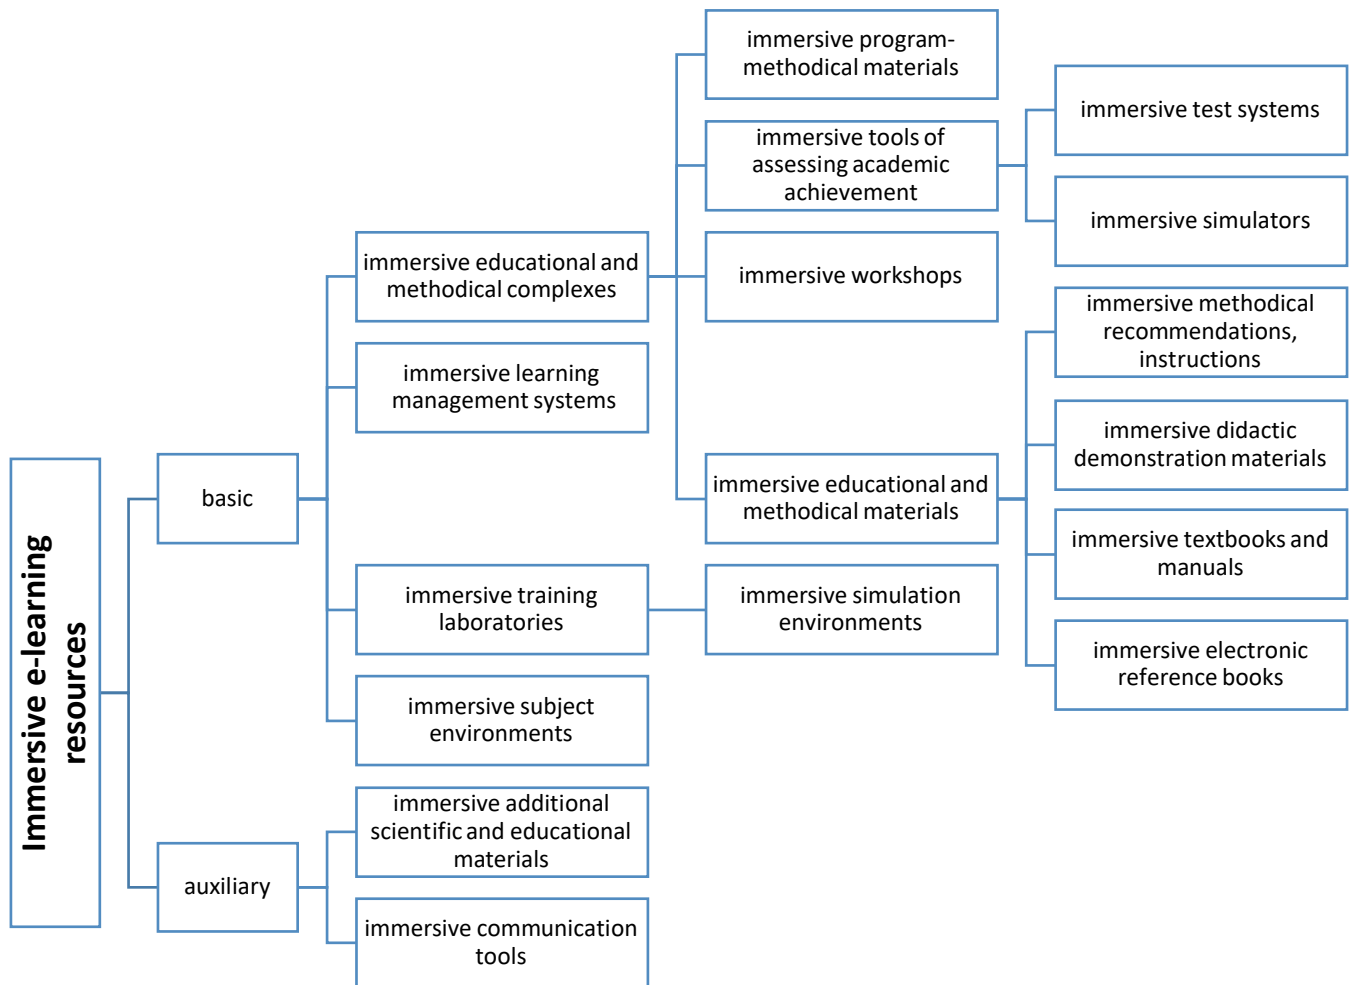 Immersive e-learning
resources
basic
auxiliary
immersive educational and
methodical complexes
immersive learning
management systems
immersive training
laboratories
immersive subject
environments
immersive additional
scientific and educational
materials
immersive communication
tools
immersive program-
methodical materials
immersive tools of
assessing academic
achievement
immersive workshops
immersive educational and
methodical materials
immersive simulation
environments
immersive test systems
immersive simulators
immersive methodical
recommendations,
instructions
immersive didactic
demonstration materials
immersive textbooks and
manuals
immersive electronic
reference books